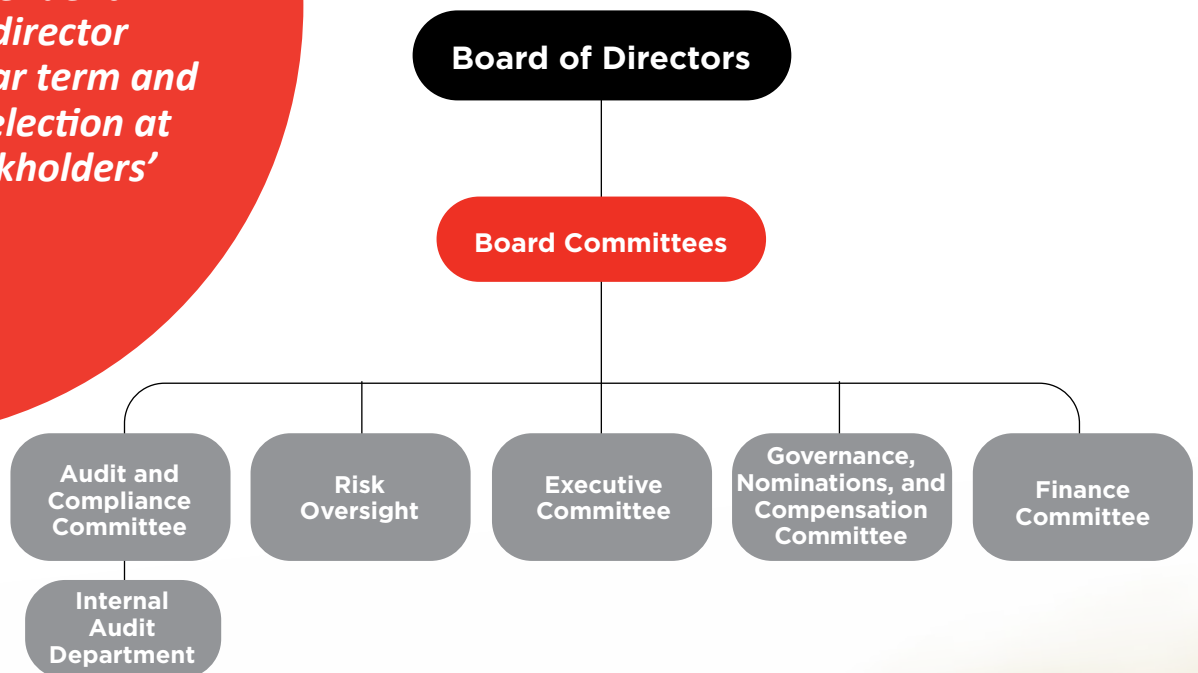 director
ar term and
election at
kholders’
Board of Directors
Board Committees
Audit and
Compliance
Committee
Risk
Oversight
Executive
Committee
Governance,
Nominations, and
Compensation
Committee
Finance
Committee
Internal
Audit
Department